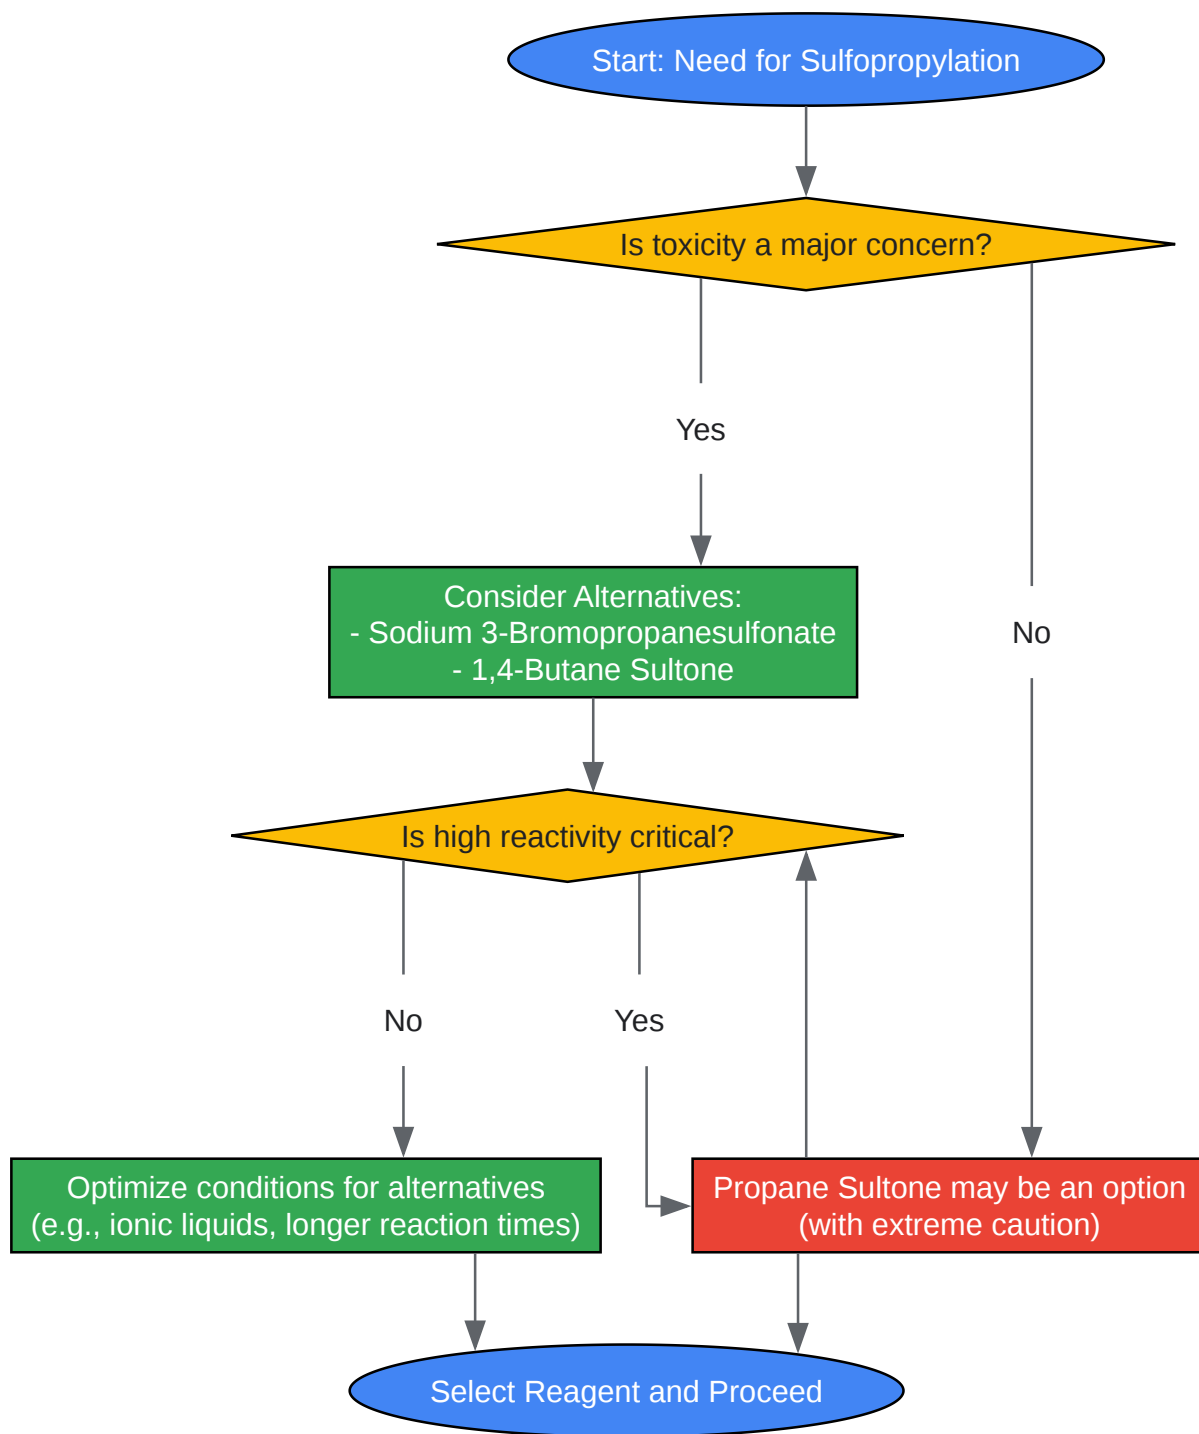 Start: Need for Sulfopropylation
Is toxicity a major concern?
Yes
Consider Alternatives:
- Sodium 3-Bromopropanesulfonate
- 1,4-Butane Sultone
No
Is high reactivity critical?
No
Yes
Optimize conditions for alternatives
(e.g., ionic liquids, longer reaction times)
Propane Sultone may be an option
(with extreme caution)
Select Reagent and Proceed